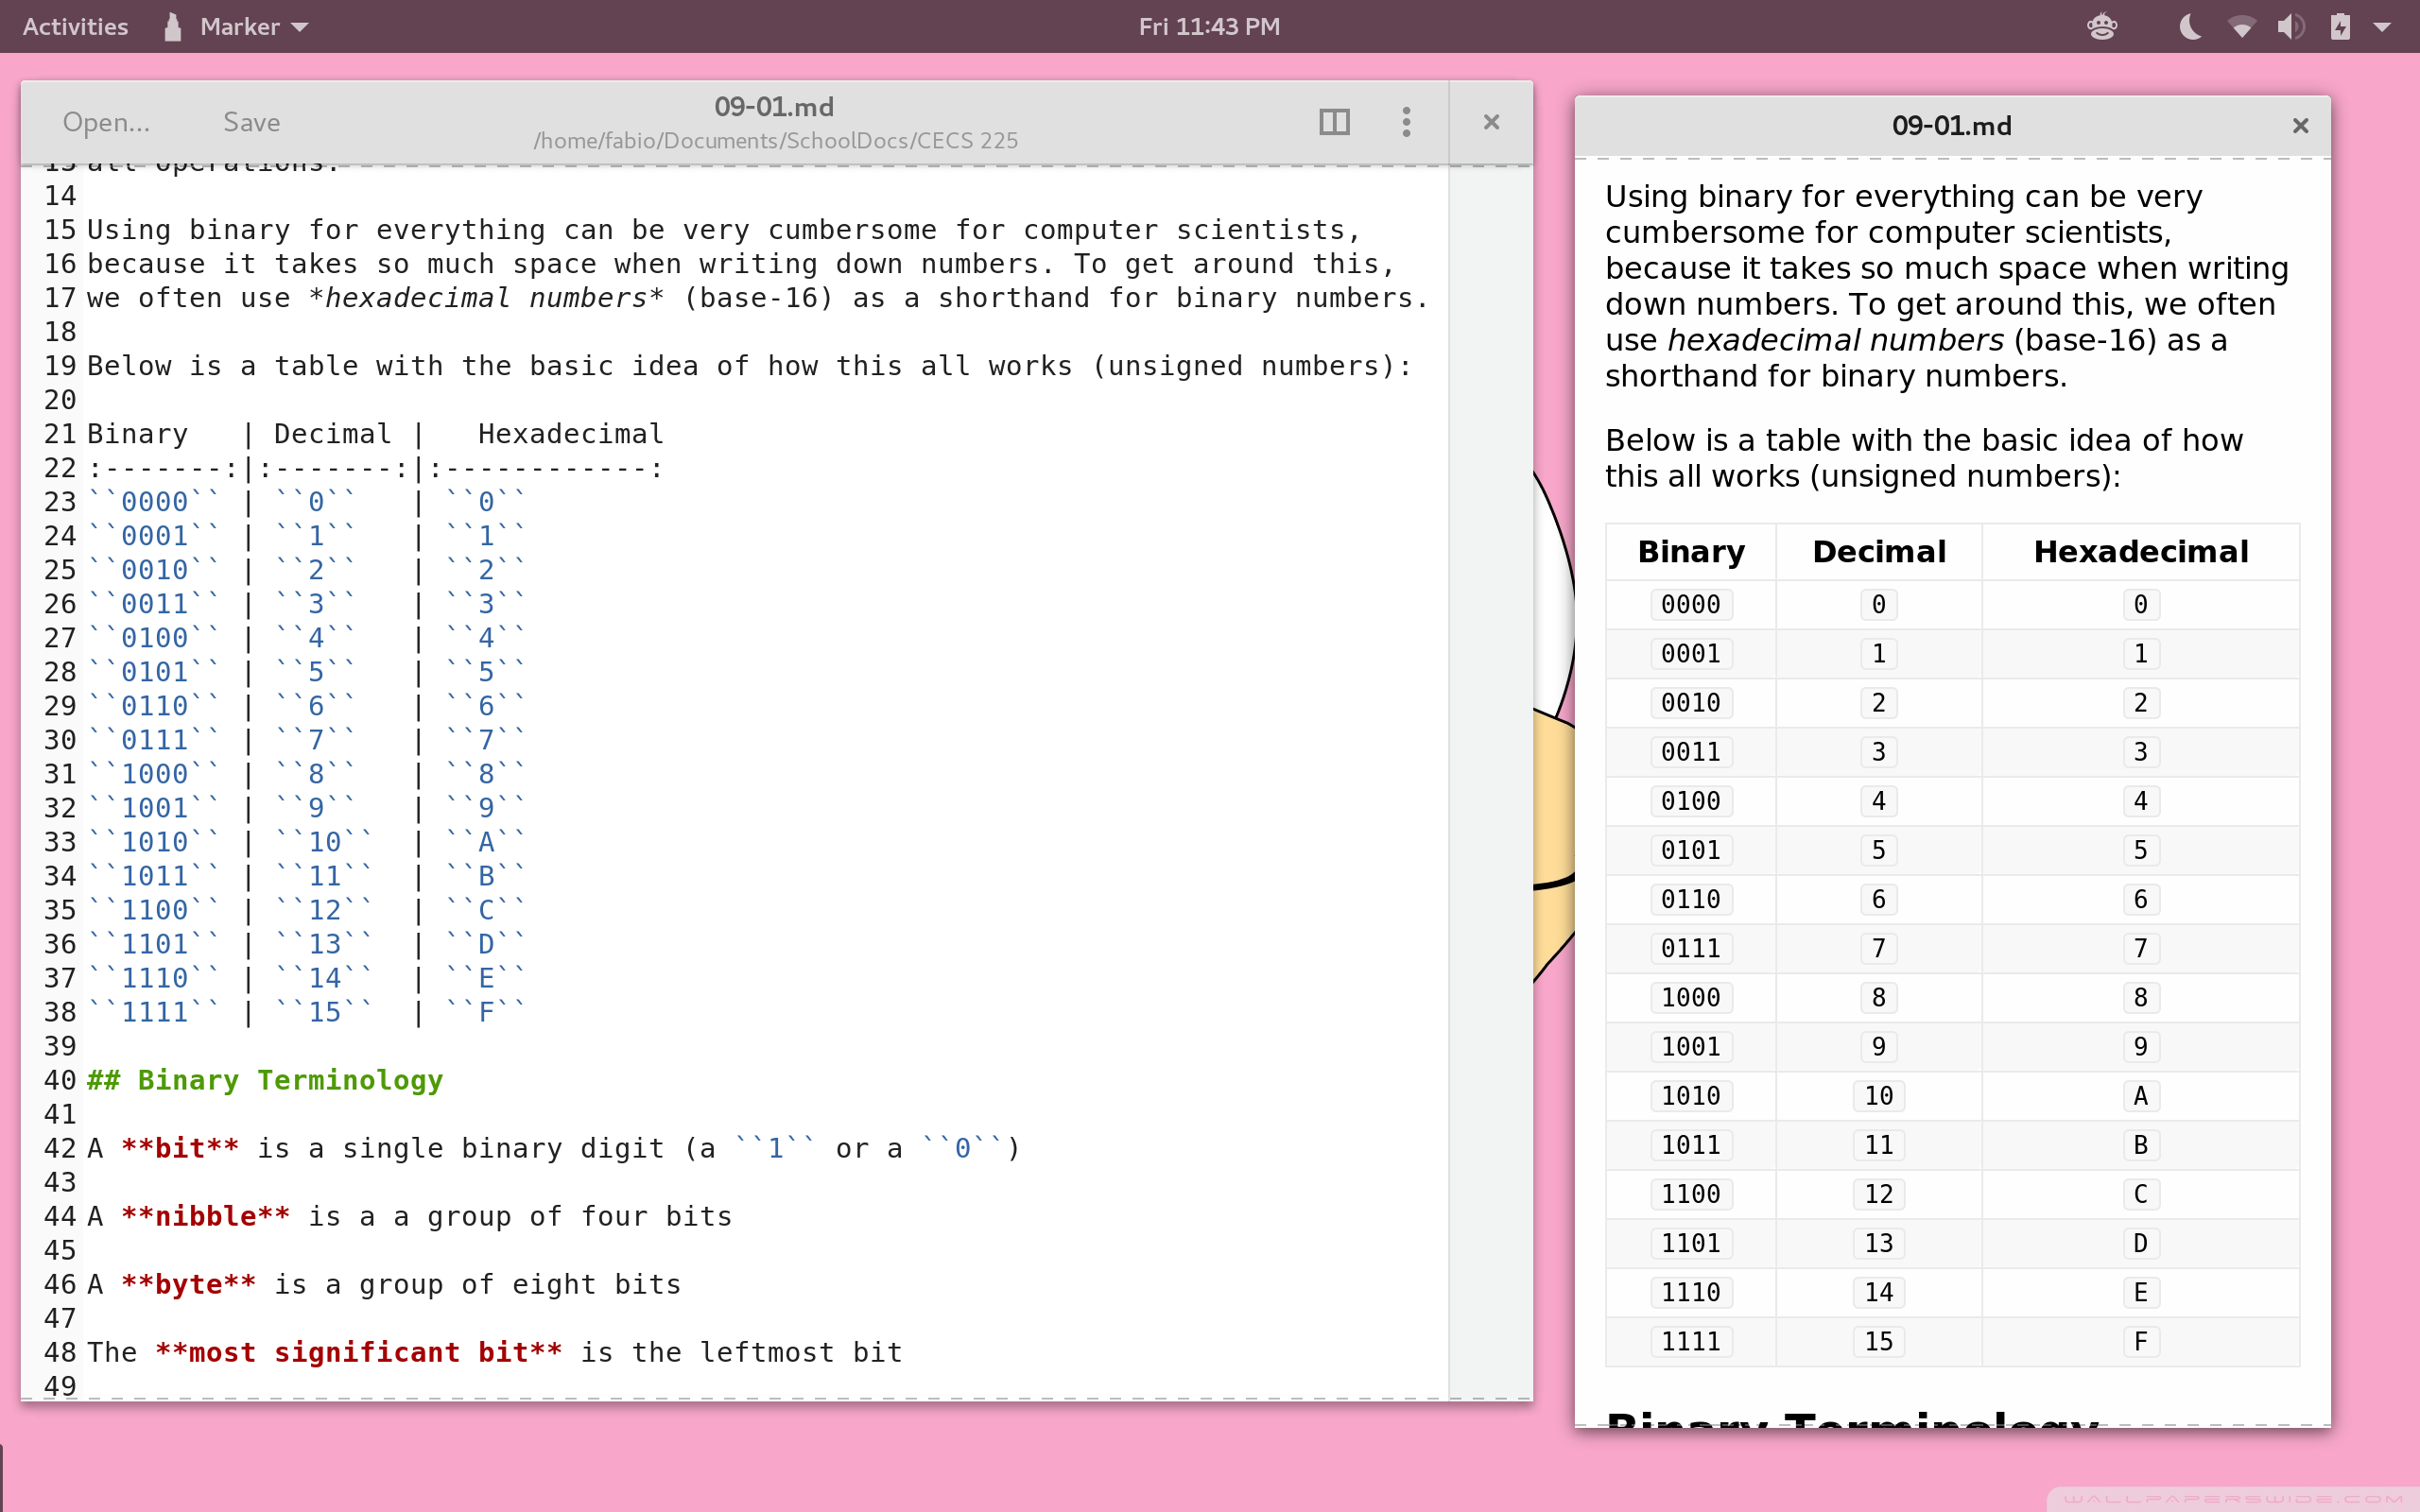 Activities Marker Fri 11:43 PM
09-01.md
Open... Save
/home/fabio/Documents/SchoolDocs/CECS 225
13 all operations.
14
15 Using binary for everything can be very cumbersome for computer scientists,
16 because it takes so much space when writing down numbers. To get around this,
17 we often use *hexadecimal numbers* (base-16) as a shorthand for binary numbers.
18
19 Below is a table with the basic idea of how this all works (unsigned numbers):
20
21 Binary | Decimal | Hexadecimal
22 :-------:|:-------:|:------------:
23 ``0000`` | ``0`` | ``0``
24 ``0001`` | ``1`` | ``1``
25 ``0010`` | ``2`` | ``2``
26 ``0011`` | ``3`` | ``3``
27 ``0100`` | ``4`` | ``4``
28 ``0101`` | ``5`` | ``5``
29 ``0110`` | ``6`` | ``6``
30 ``0111`` | ``7`` | ``7``
31 ``1000`` | ``8`` | ``8``
32 ``1001`` | ``9`` | ``9``
33 ``1010`` | ``10`` | ``A``
34 ``1011`` | ``11`` | ``B``
35 ``1100`` | ``12`` | ``C``
36 ``1101`` | ``13`` | ``D``
37 ``1110`` | ``14`` | ``E``
38 ``1111`` | ``15`` | ``F``
39
40 ## Binary Terminology
41
42 A **bit** is a single binary digit (a ``1`` or a ``0``)
43
44 A **nibble** is a a group of four bits
45
46 A **byte** is a group of eight bits
47
48 The **most significant bit** is the leftmost bit
49
09-01.md
Using binary for everything can be very
cumbersome for computer scientists,
because it takes so much space when writing
down numbers. To get around this, we often
use hexadecimal numbers (base-16) as a
shorthand for binary numbers.
Below is a table with the basic idea of how
this all works (unsigned numbers):
Binary Decimal Hexadecimal
0000 0 0
0001 1 1
0010 2 2
0011 3 3
0100 4 4
0101 5 5
0110 6 6
0111 7 7
1000 8 8
1001 9 9
1010 10 A
1011 11 B
1100 12 C
1101 13 D
1110 14 E
1111 15 F
Binary Terminology
WALLPAPERSWIDE.COM